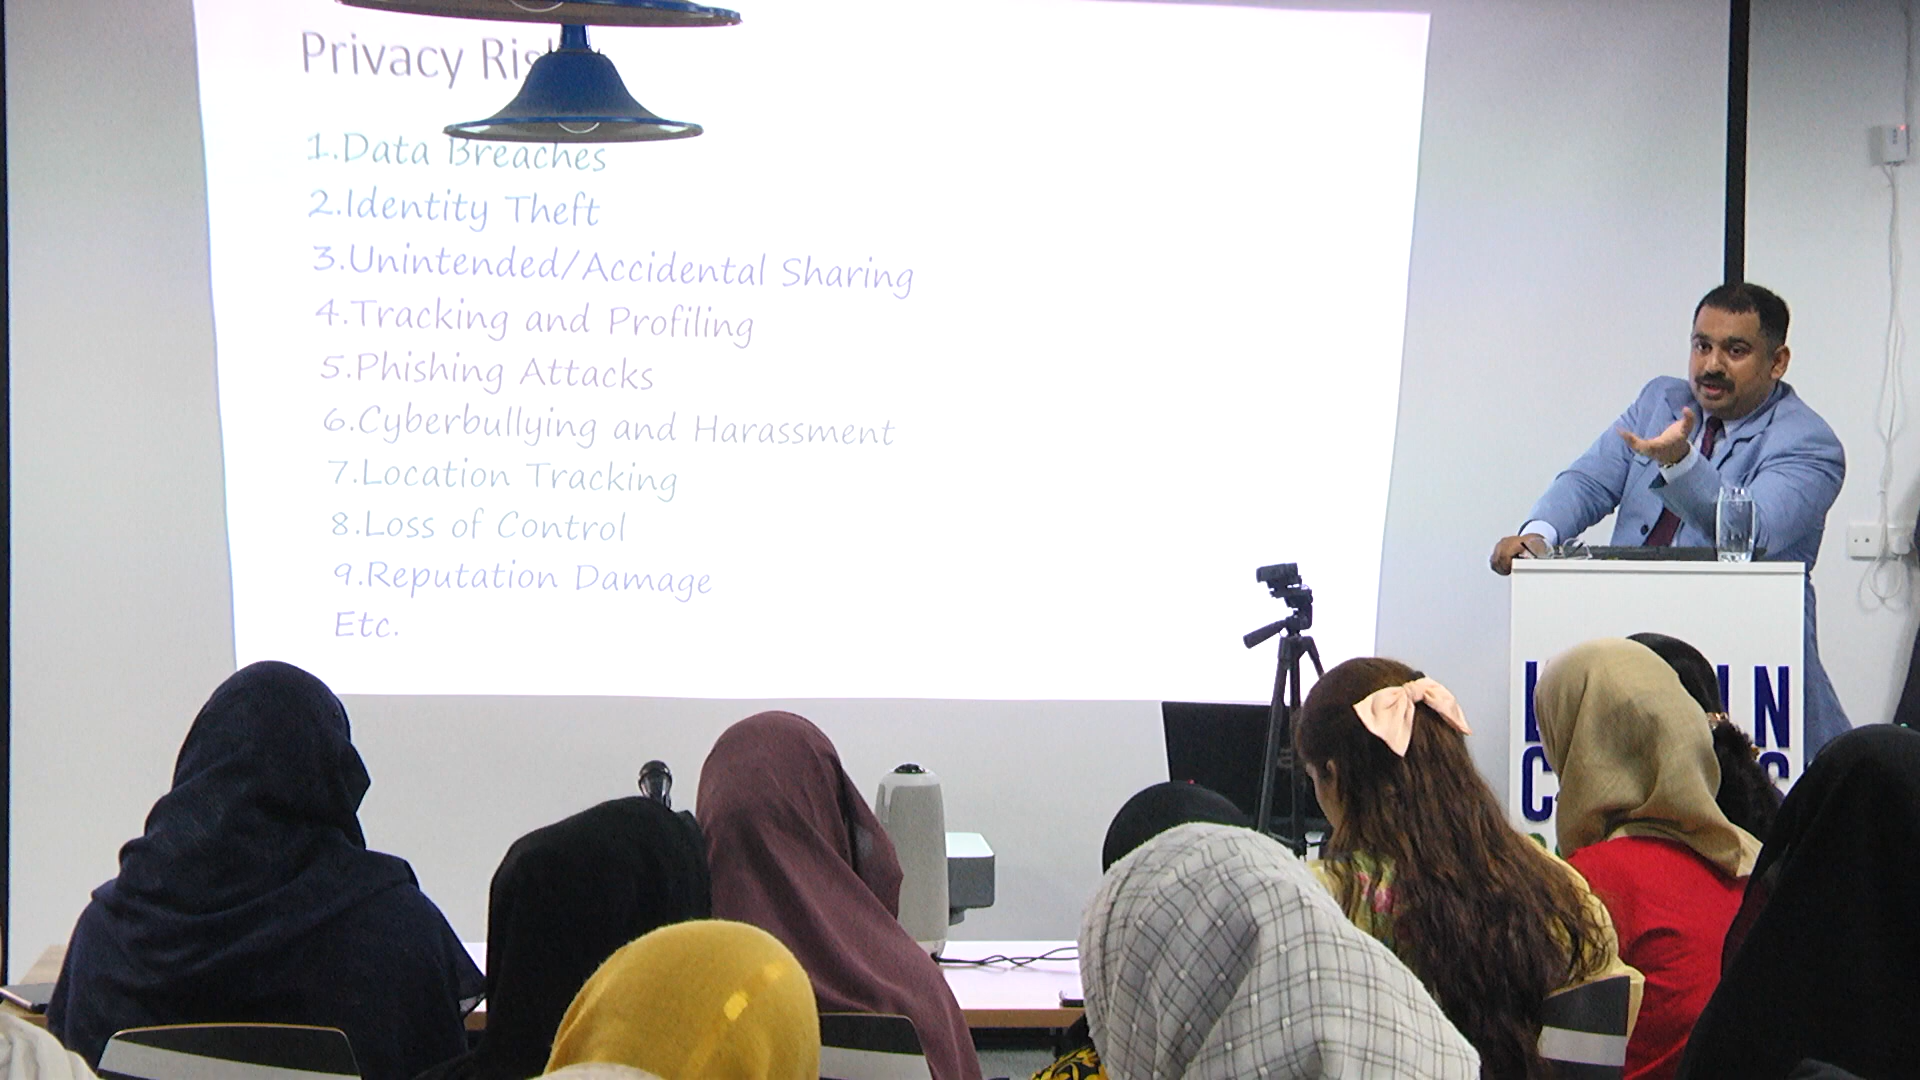 Privacy
1.Data Breaches
2.Identity Theft
3.Unintended/Accidental Sharing
4.Tracking and Profiling
5.Phishing Attacks
6.Cyberbullying and Harassment
7.Location Tracking
8.Loss of Control
9.Reputation Damage
Etc.